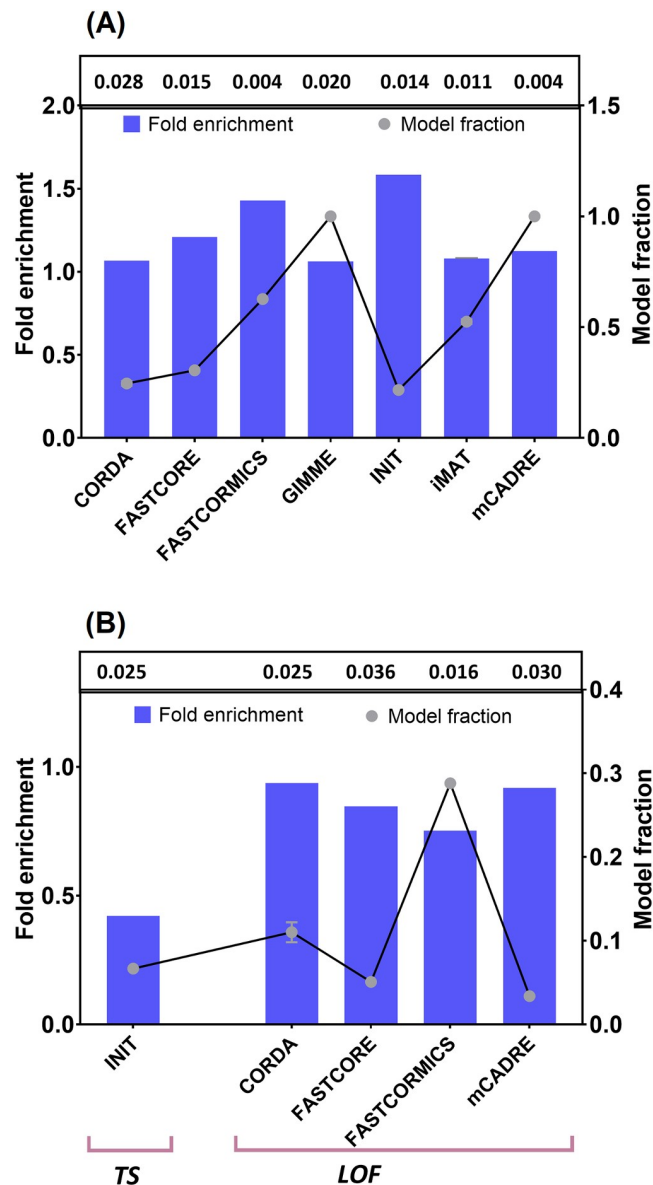 (A)
0.028 0.015 0.004 0.020 0.014 0.011 0.004
2.0
1.5
1.0
0.5
0.0
Fold enrichment
Fold enrichment
Model fraction
1.5
1.0
0.5
0.0
Model fraction
CORDA
FASTCORE
FASTCORMICS
GIMME
INIT
iMAT
mCADRE
(B)
0.025 0.025 0.036 0.016 0.030
1.0
0.5
0.0
Fold enrichment
Fold enrichment
Model fraction
0.4
0.3
0.2
0.1
0.0
Model fraction
INIT
CORDA
FASTCORE
FASTCORMICS
mCADRE
TS
LOF